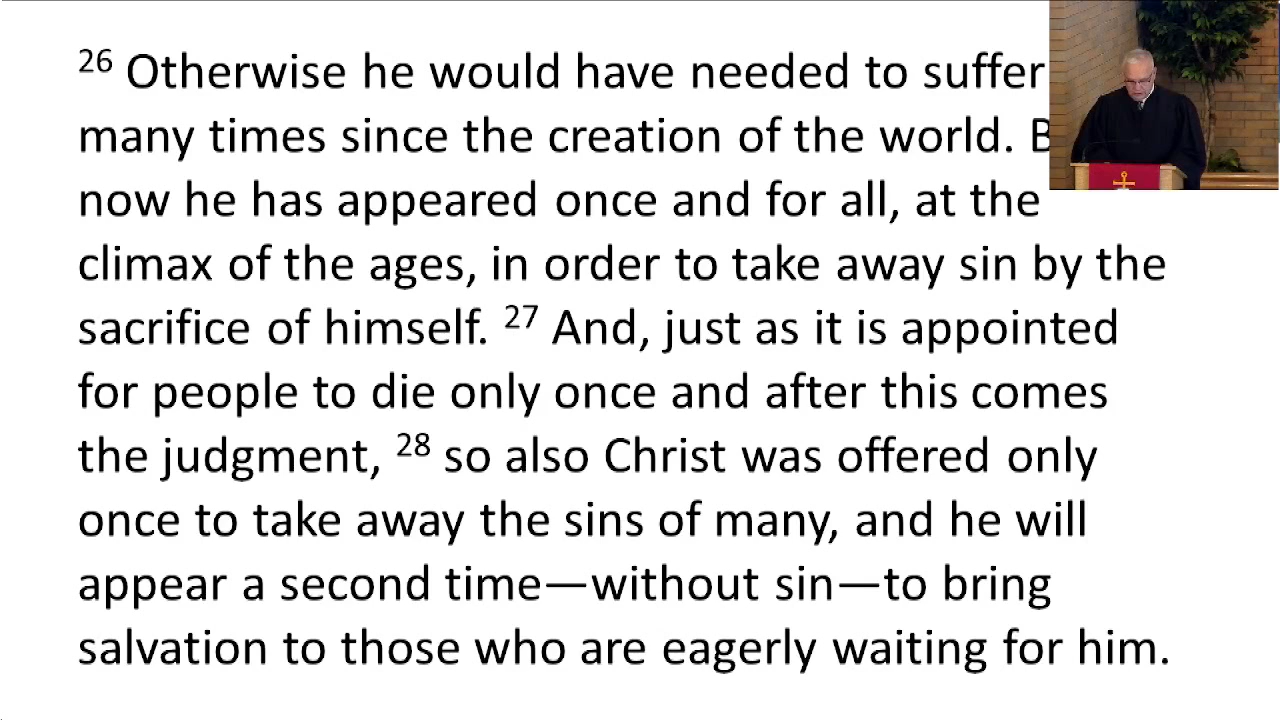 26 Otherwise he would have needed to suffer
many times since the creation of the world.
now he has appeared once and for all, at the
climax of the ages, in order to take away sin by the
sacrifice of himself. 27 And, just as it is appointed
for people to die only once and after this comes
the judgment, 28 so also Christ was offered only
once to take away the sins of many, and he will
appear a second time—without sin—to bring
salvation to those who are eagerly waiting for him.